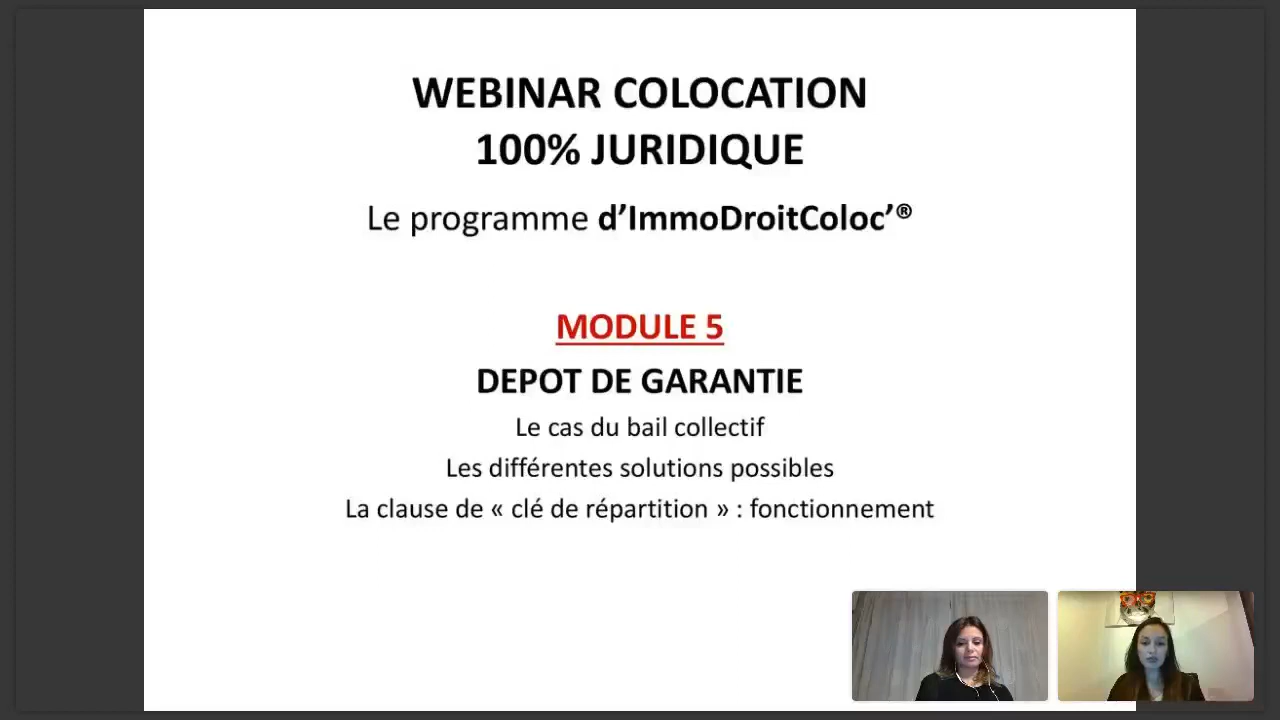 WEBINAR COLOCATION
100% JURIDIQUE
Le programme d’ImmoDroitColoc’®
MODULE 5
DEPOT DE GARANTIE
Le cas du bail collectif
Les différentes solutions possibles
La clause de « clé de répartition » : fonctionnement